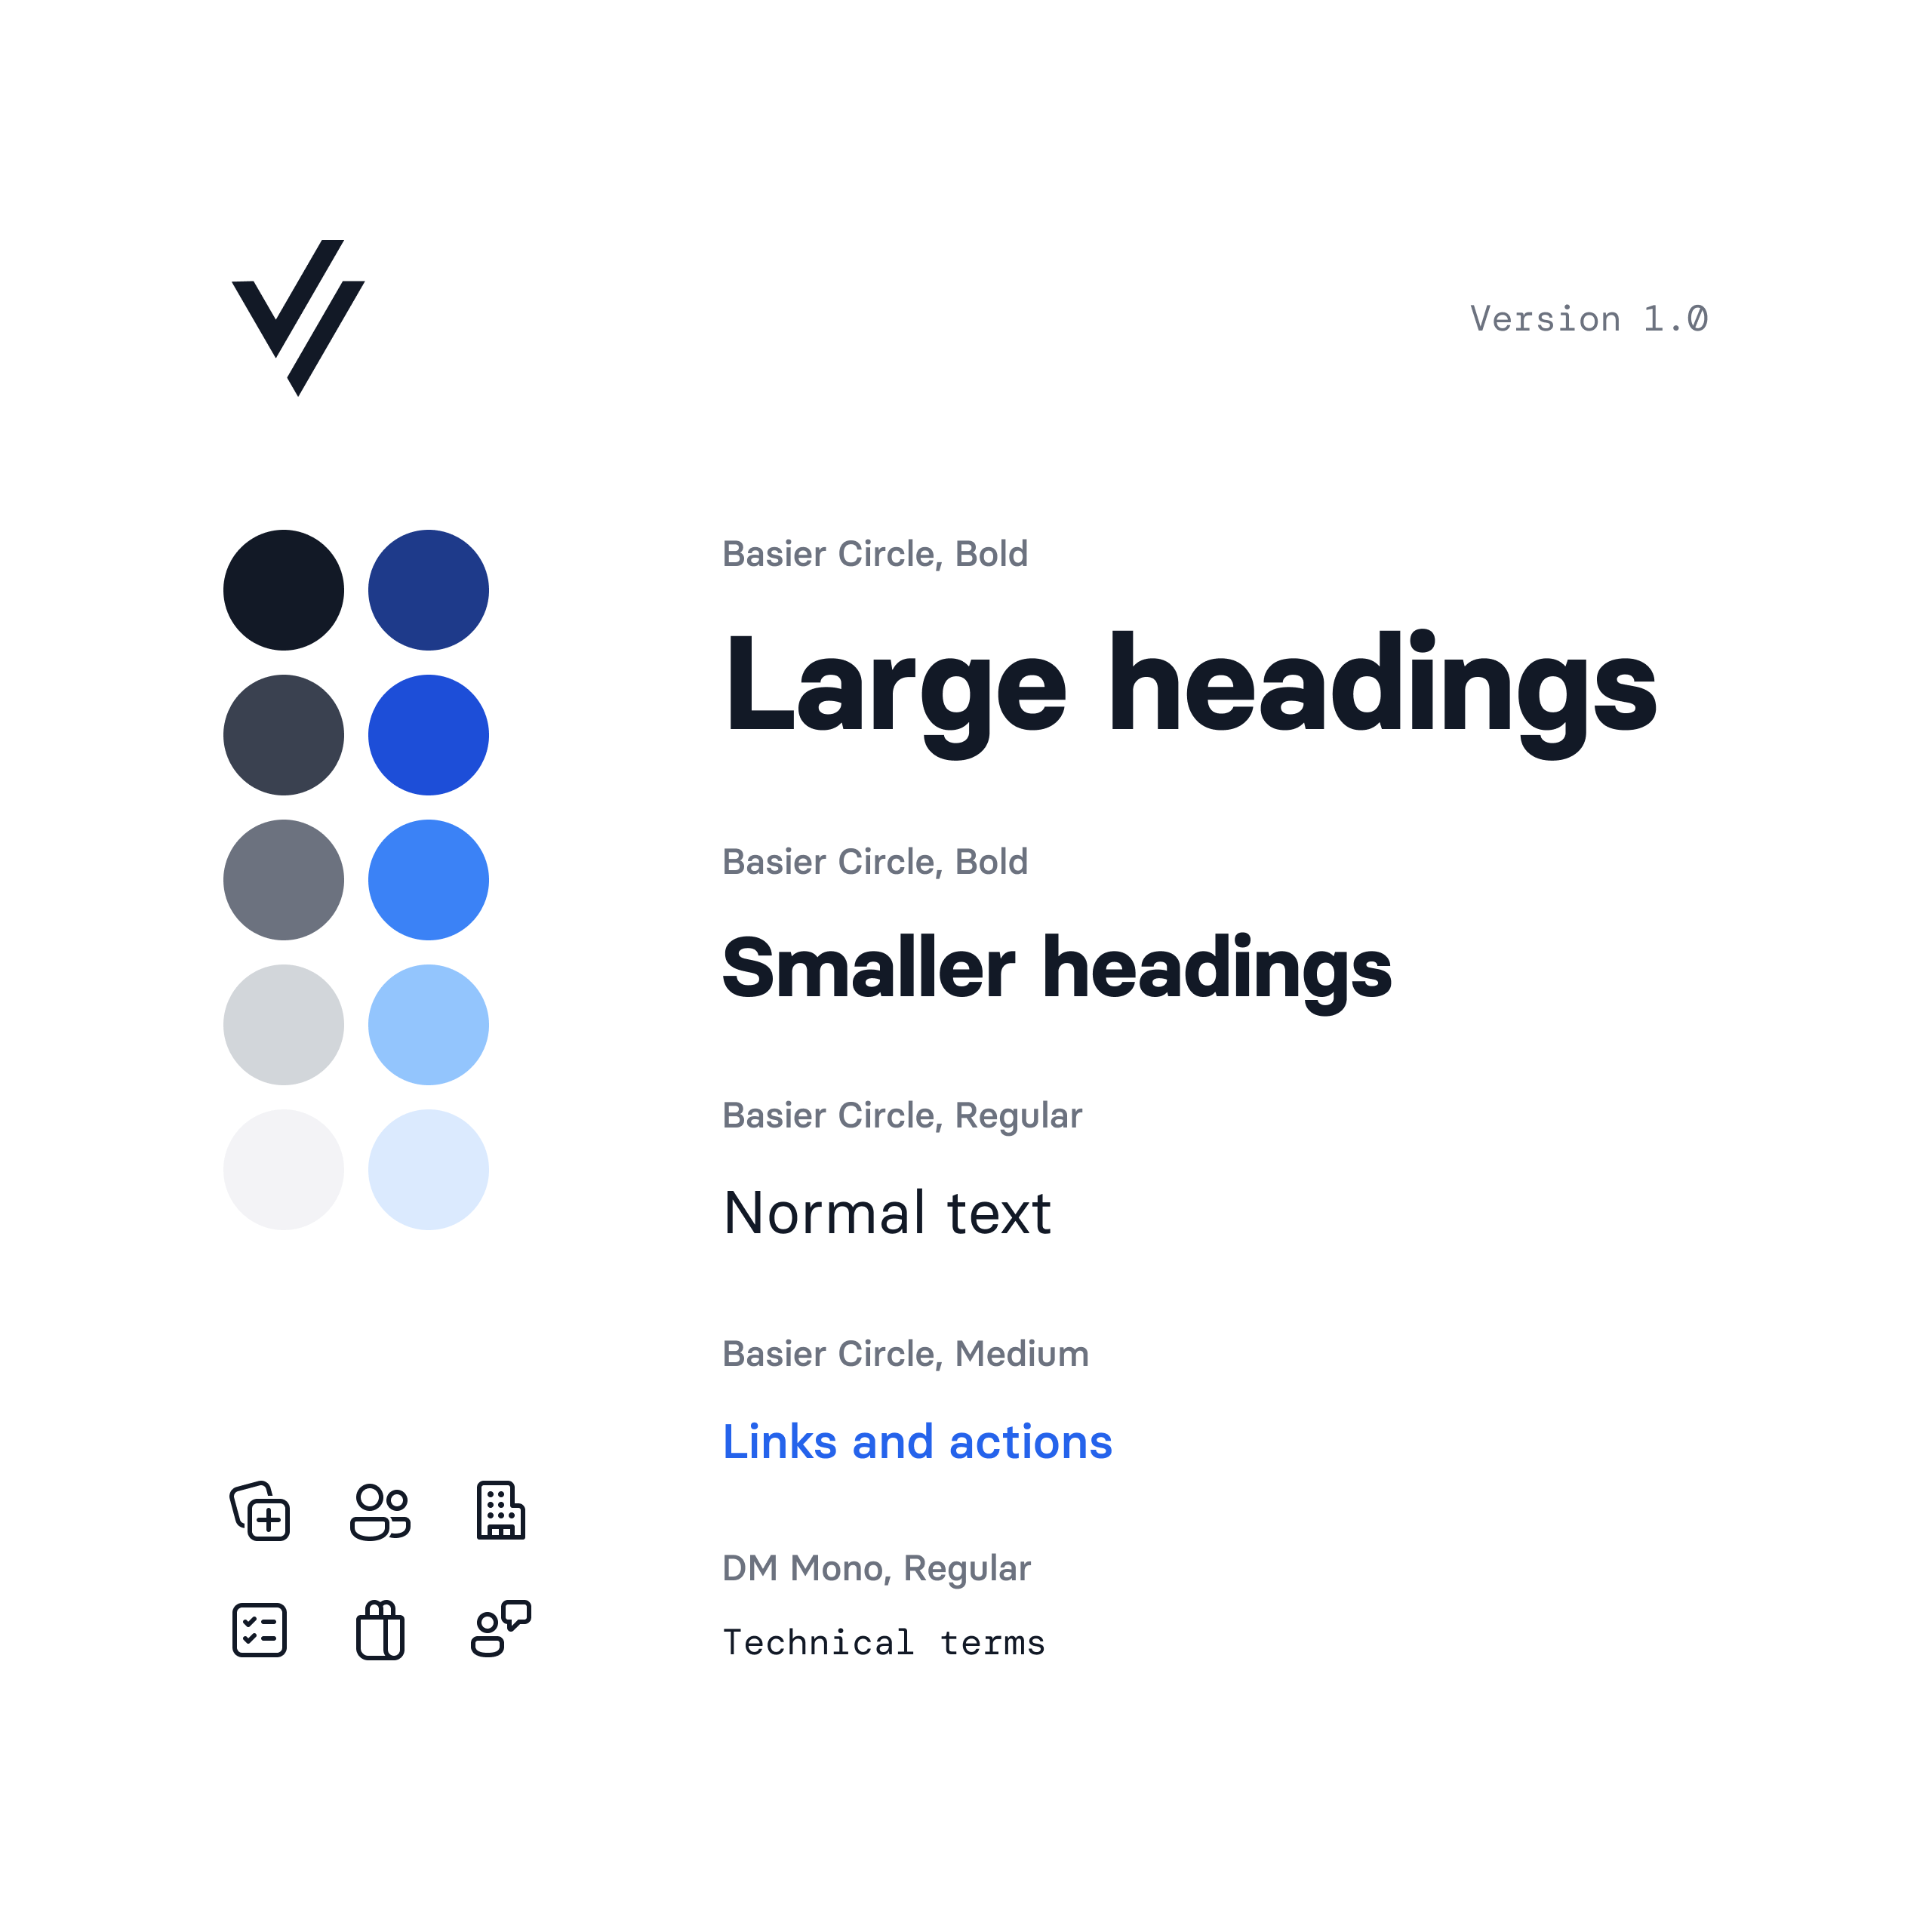 Version 1.0
Basier Circle, Bold
Large headings
Basier Circle, Bold
Smaller headings
Basier Circle, Regular
Normal text
Basier Circle, Medium
Links and actions
DM Mono, Regular
Technical terms